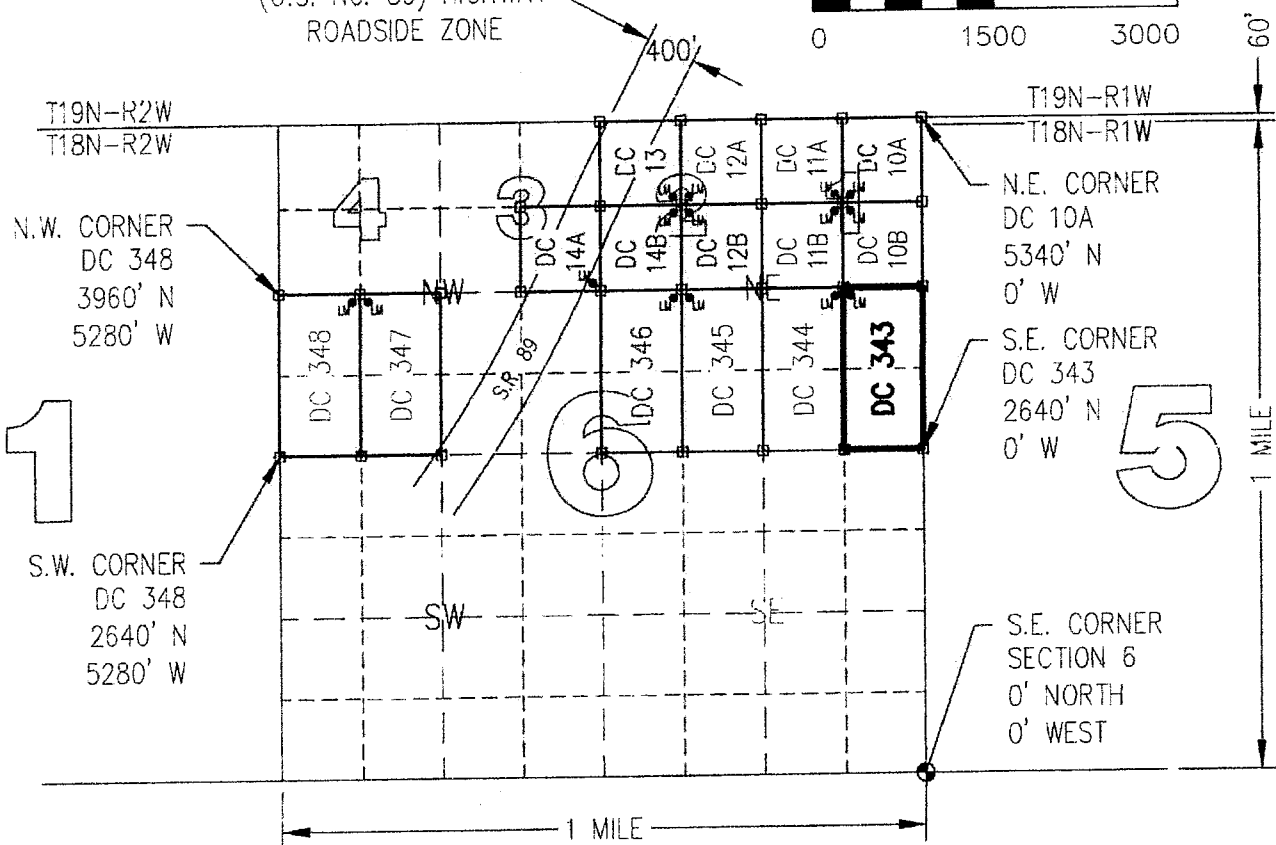 ROADSIDE ZONE
400'
0 1500 3000
60'
T19N-R2W
T18N-R2W
T19N-R1W
T18N-R1W
N.W. CORNER
DC 348
3960' N
5280' W
N.E. CORNER
DC 10A
5340' N
0' W
4
3
2
1
DC 13
DC 12A
DC 11A
DC 10A
DC 14A
DC 14B
DC 12B
DC 11B
DC 10B
NW
NE
DC 348
DC 347
S.R. 89
DC 346
DC 345
DC 344
DC 343
S.E. CORNER
DC 343
2640' N
0' W
1
6
5
1 MILE
S.W. CORNER
DC 348
2640' N
5280' W
SW
SE
S.E. CORNER
SECTION 6
0' NORTH
0' WEST
1 MILE